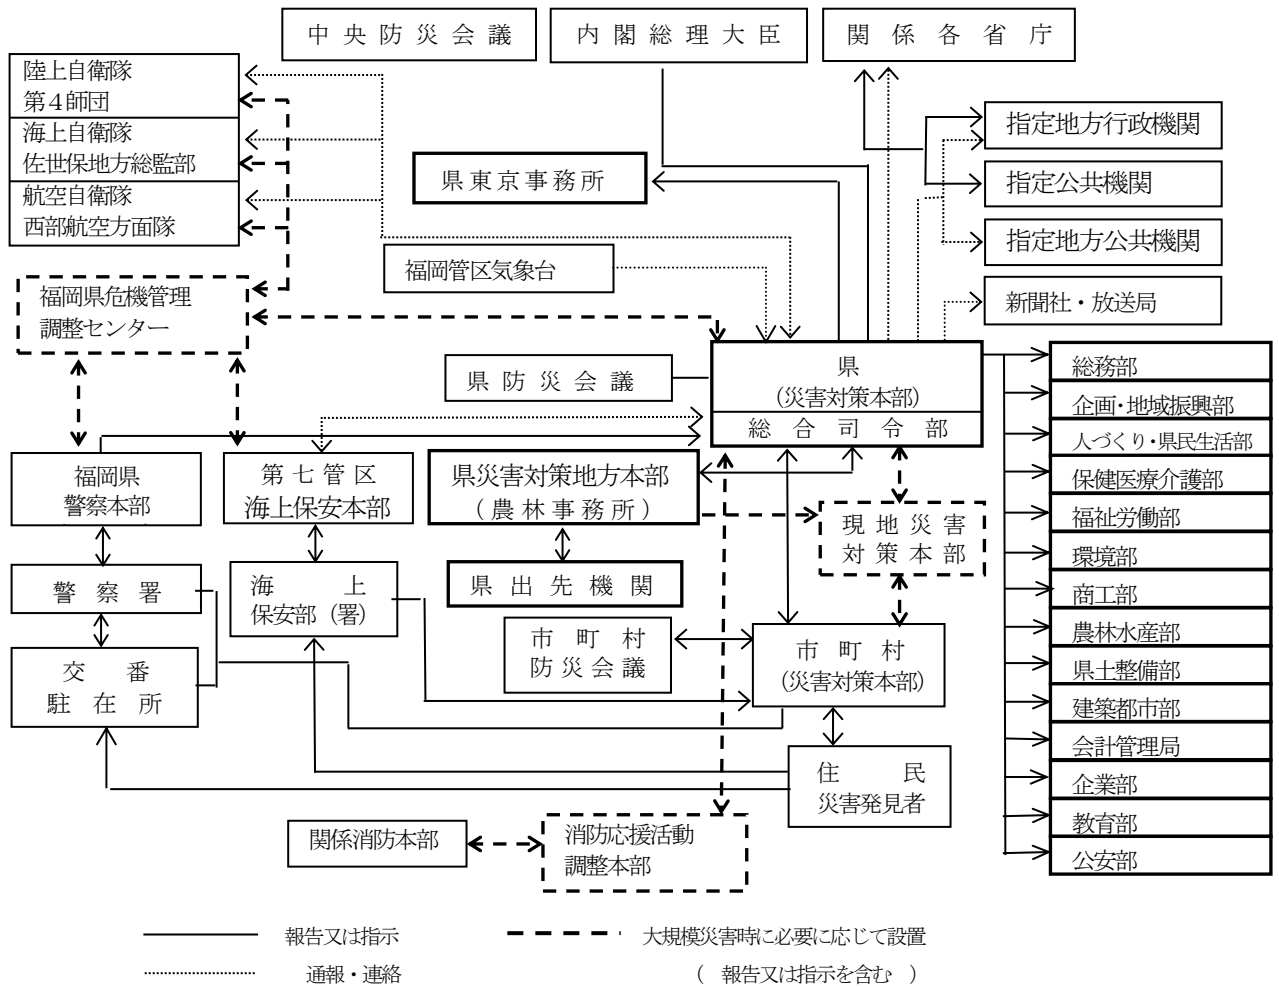 中央防災会議
内閣総理大臣
関係各省庁
陸上自衛隊
第４師団
海上自衛隊
佐世保地方総監部
航空自衛隊
西部航空方面隊
県東京事務所
指定地方行政機関
指定公共機関
指定地方公共機関
新聞社・放送局
福岡管区気象台
福岡県危機管理
調整センター
県防災会議
県
（災害対策本部）
総合司令部
福岡県
警察本部
第七管区
海上保安本部
県災害対策地方本部
（農林事務所）
現地災害
対策本部
警察署
海上
保安部（署）
県出先機関
交番
駐在所
市町村
防災会議
市町村
（災害対策本部）
住民
災害発見者
関係消防本部
消防応援活動
調整本部
総務部
企画・地域振興部
人づくり・県民生活部
保健医療介護部
福祉労働部
環境部
商工部
農林水産部
県土整備部
建築都市部
会計管理局
企業部
教育部
公安部
報告又は指示
大規模災害時に必要に応じて設置
通報・連絡
（　報告又は指示を含む　）